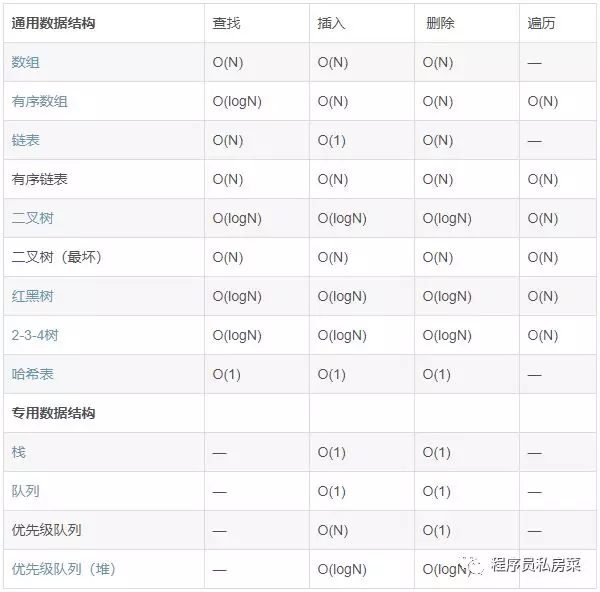 通用数据结构 查找 插入 删除 遍历
数组 O(N) O(N) O(N) —
有序数组 O(logN) O(N) O(N) O(N)
链表 O(N) O(1) O(N) —
有序链表 O(N) O(N) O(N) O(N)
二叉树 O(logN) O(logN) O(logN) O(N)
二叉树（最坏） O(N) O(N) O(N) O(N)
红黑树 O(logN) O(logN) O(logN) O(N)
2-3-4树 O(logN) O(logN) O(logN) O(N)
哈希表 O(1) O(1) O(1) —
专用数据结构
栈 — O(1) O(1) —
队列 — O(1) O(1) —
优先级队列 — O(N) O(1) —
优先级队列（堆） — O(logN) O(logN) 程序员私房菜